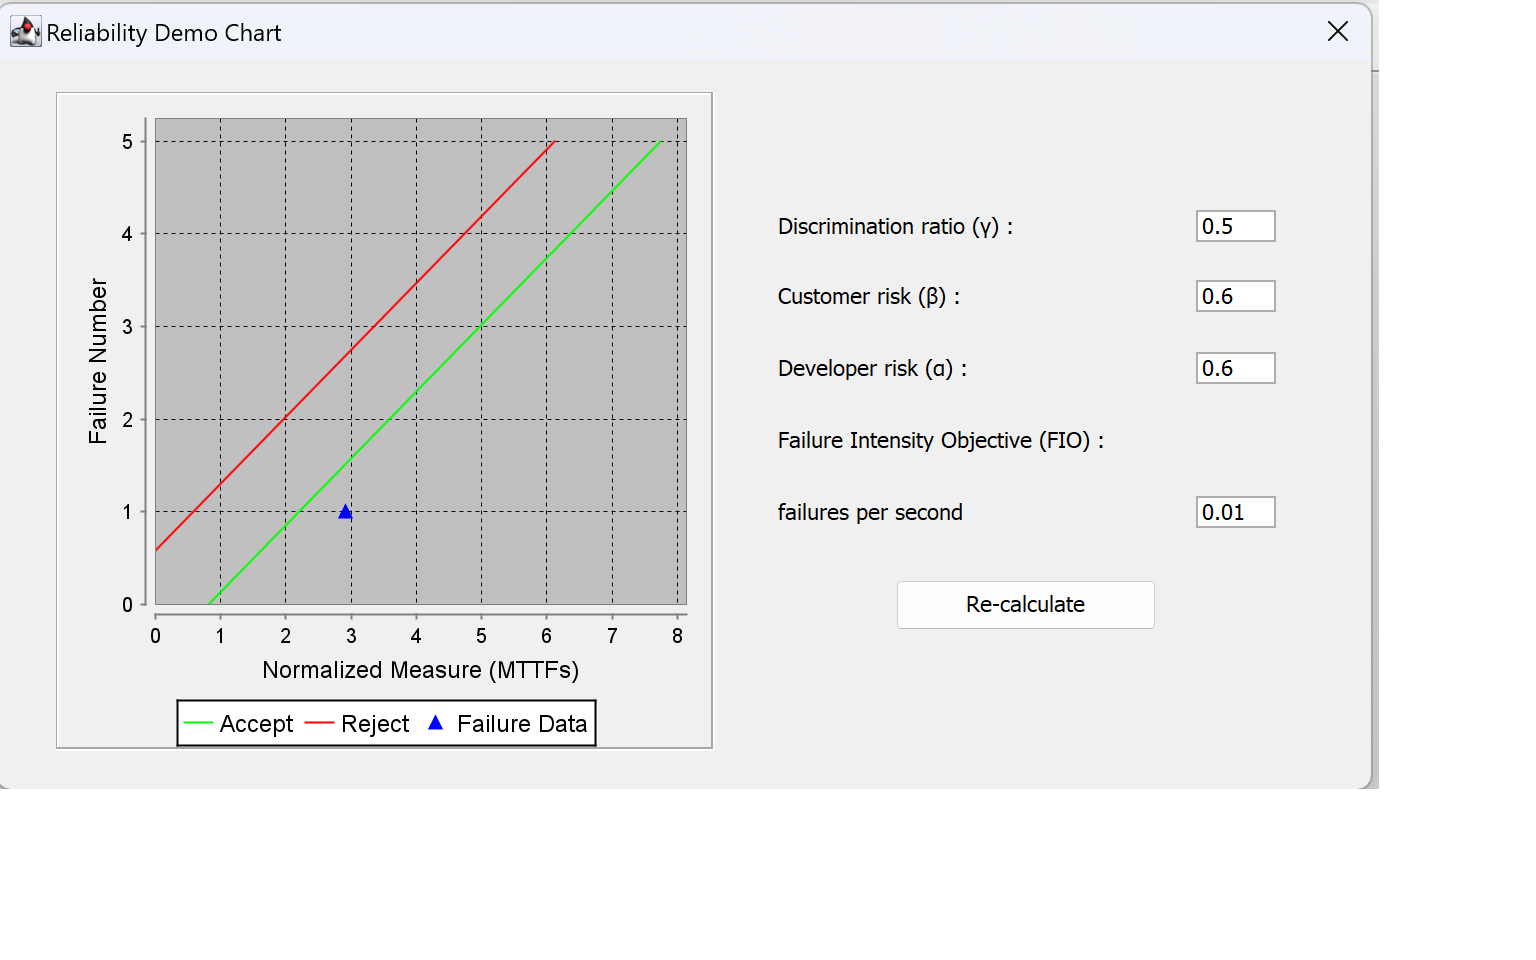 Reliability Demo Chart
5
4
3
2
1
0
Failure Number
0 1 2 3 4 5 6 7 8
Normalized Measure (MTTFs)
Accept Reject Failure Data
Discrimination ratio (γ) : 0.5
Customer risk (β) : 0.6
Developer risk (α) : 0.6
Failure Intensity Objective (FIO) :
failures per second 0.01
Re-calculate